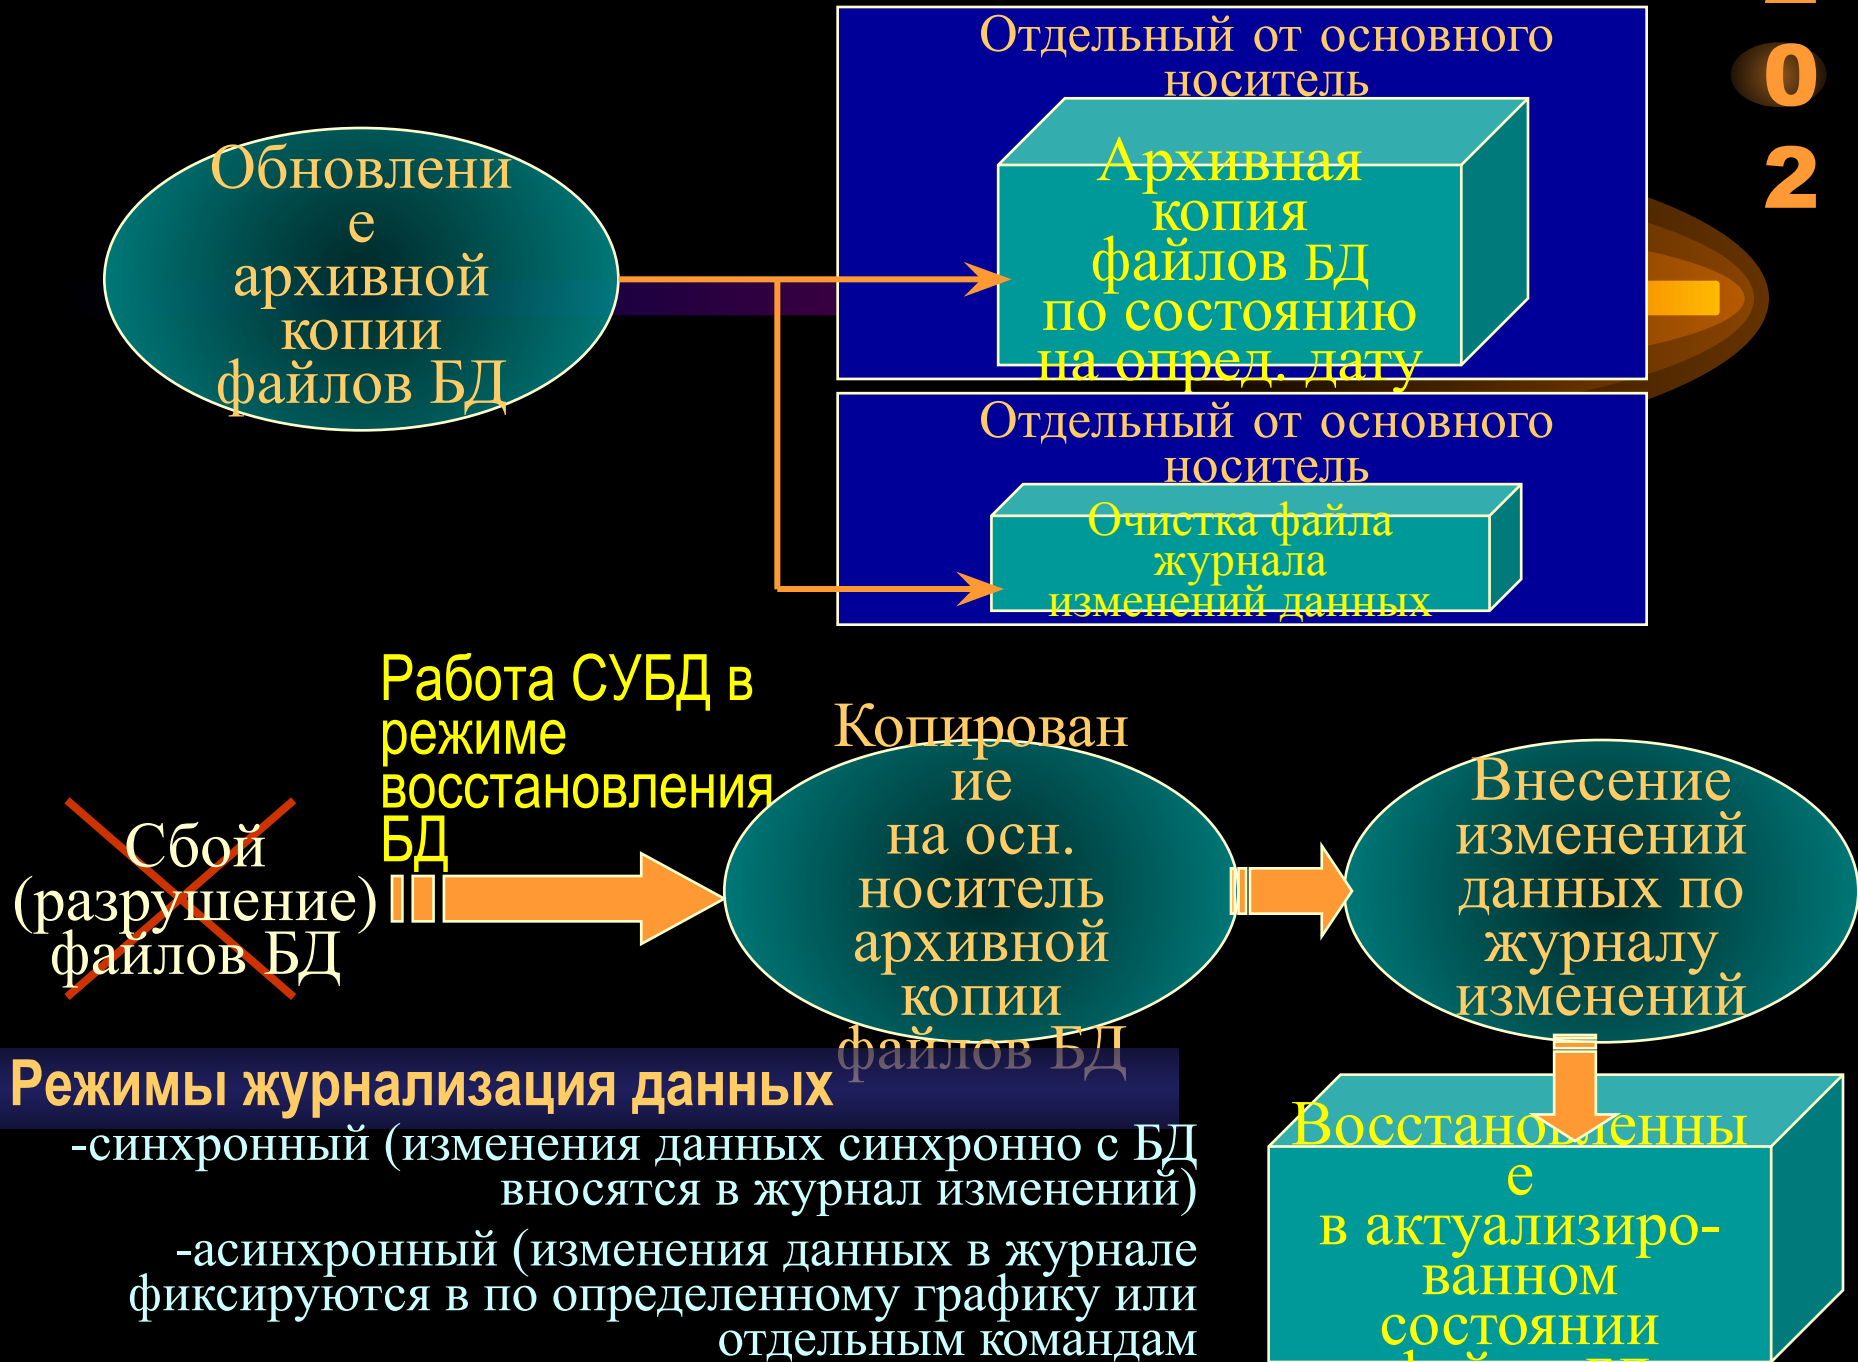 Отдельный от основного
носитель
0
2
Обновлени
е
архивной
копии
файлов БД
Архивная
копия
файлов БД
по состоянию
на опред. дату
Отдельный от основного
носитель
Очистка файла
журнала
изменений данных
Работа СУБД в
режиме
восстановления
БД
Сбой
(разрушение)
файлов БД
Копирован
ие
на осн.
носитель
архивной
копии
файлов БД
Внесение
изменений
данных по
журналу
изменений
Режимы журнализация данных
-синхронный (изменения данных синхронно с БД
вносятся в журнал изменений)
-асинхронный (изменения данных в журнале
фиксируются в по определенному графику или
отдельным командам
Восстановленны
е
в актуализиро-
ванном
состоянии